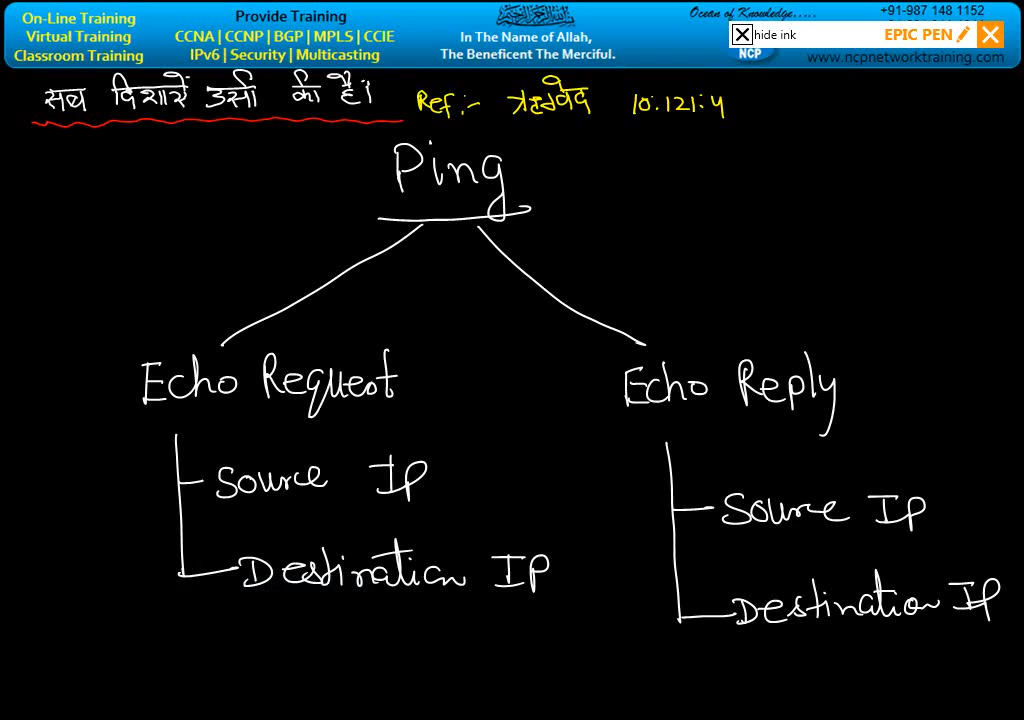 On-Line Training
Virtual Training
Classroom Training
Provide Training
CCNA | CCNP | BGP | MPLS | CCIE
IPv6 | Security | Multicasting
In The Name of Allah,
The Beneficent The Merciful.
Ocean of Knowledge.....
+91-987 148 1152
hide ink
EPIC PEN
NCP
www.ncpnetworktraining.com
सब दिशाऐं उसी की है।
Ref:- ऋग्वेद 10:121:4
Ping
Echo Request
Echo Reply
Source IP
Destination IP
Source IP
Destination IP